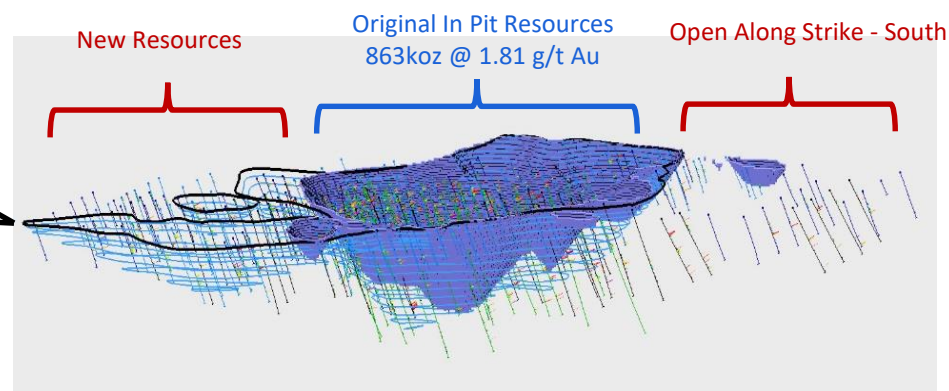 New Resources
Original In Pit Resources
863koz @ 1.81 g/t Au
Open Along Strike - South